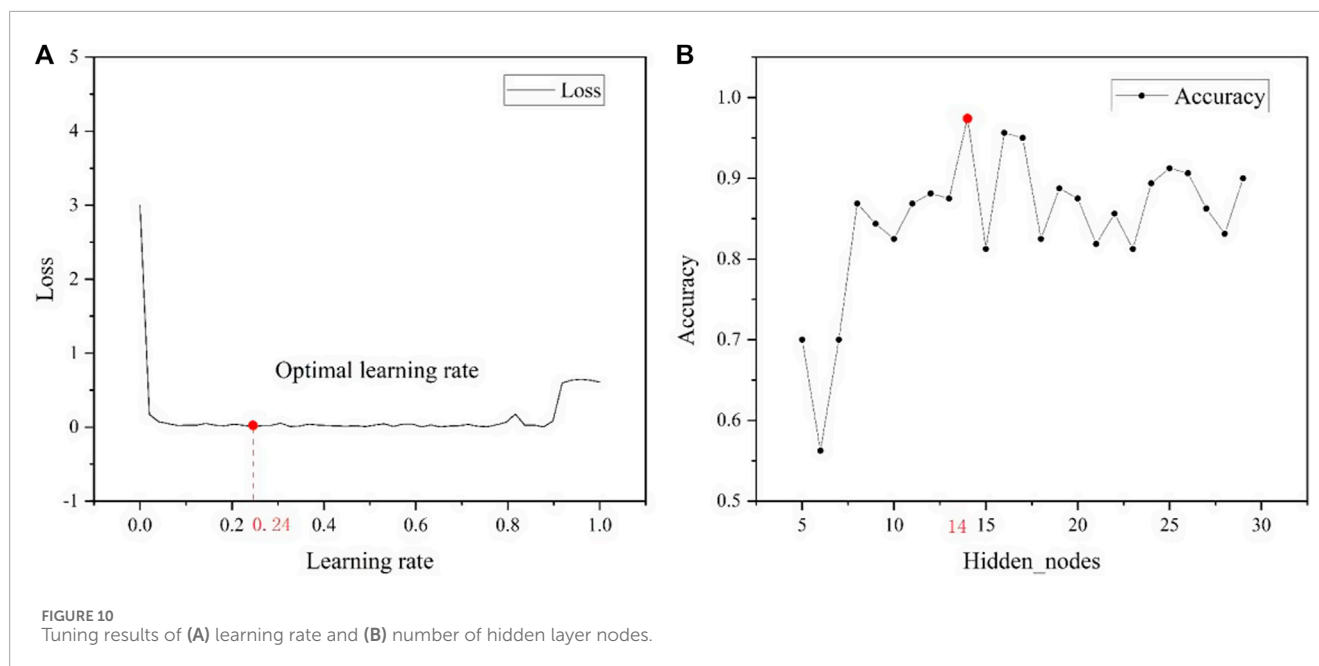 A
5
4
3
2
1
0
-1
Loss
Loss
Optimal learning rate
0.0
0.2
0.24
0.4
0.6
0.8
1.0
Learning rate
B
1.0
0.9
0.8
0.7
0.6
0.5
Accuracy
Accuracy
5
10
14
15
20
25
30
Hidden_nodes
FIGURE 10
Tuning results of (A) learning rate and (B) number of hidden layer nodes.